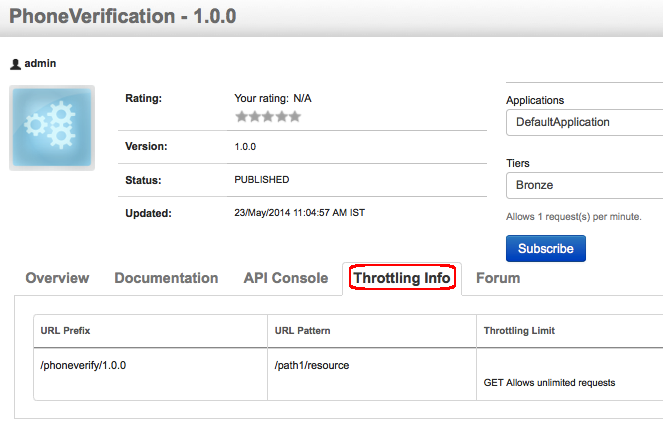 PhoneVerification - 1.0.0
admin
Rating:
Your rating: N/A
Version:
1.0.0
Status:
PUBLISHED
Updated:
23/May/2014 11:04:57 AM IST
Applications
DefaultApplication
Tiers
Bronze
Allows 1 request(s) per minute.
Subscribe
Overview Documentation API Console Throttling Info Forum
URL Prefix URL Pattern Throttling Limit
/phoneverify/1.0.0 /path1/resource
GET Allows unlimited requests